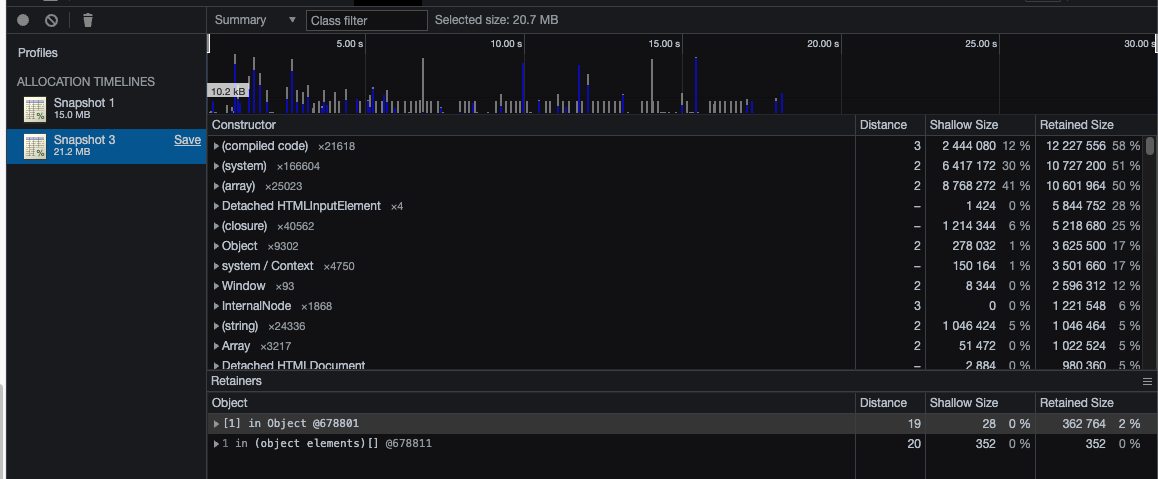 Summary ▼ Class filter Selected size: 20.7 MB
Profiles
ALLOCATION TIMELINES
Snapshot 1
15.0 MB
Snapshot 3 Save
21.2 MB
5.00 s 10.00 s 15.00 s 20.00 s 25.00 s 30.00 s
10.2 kB
Constructor Distance Shallow Size Retained Size
(compiled code) ×21618 3 2 444 080 12 % 12 227 556 58 %
(system) ×166604 2 6 417 172 30 % 10 727 200 51 %
(array) ×25023 2 8 768 272 41 % 10 601 964 50 %
Detached HTMLInputElement ×4 – 1 424 0 % 5 844 752 28 %
(closure) ×40562 – 1 214 344 6 % 5 218 680 25 %
Object ×9302 2 278 032 1 % 3 625 500 17 %
system / Context ×4750 – 150 164 1 % 3 501 660 17 %
Window ×93 2 8 344 0 % 2 596 312 12 %
InternalNode ×1868 3 0 0 % 1 221 548 6 %
(string) ×24336 2 1 046 424 5 % 1 046 464 5 %
Array ×3217 2 51 472 0 % 1 022 524 5 %
Detached HTMLDocument – 2 884 0 % 980 360 5 %
Retainers
Object Distance Shallow Size Retained Size
[1] in Object @678801 19 28 0 % 362 764 2 %
1 in (object elements)[] @678811 20 352 0 % 352 0 %